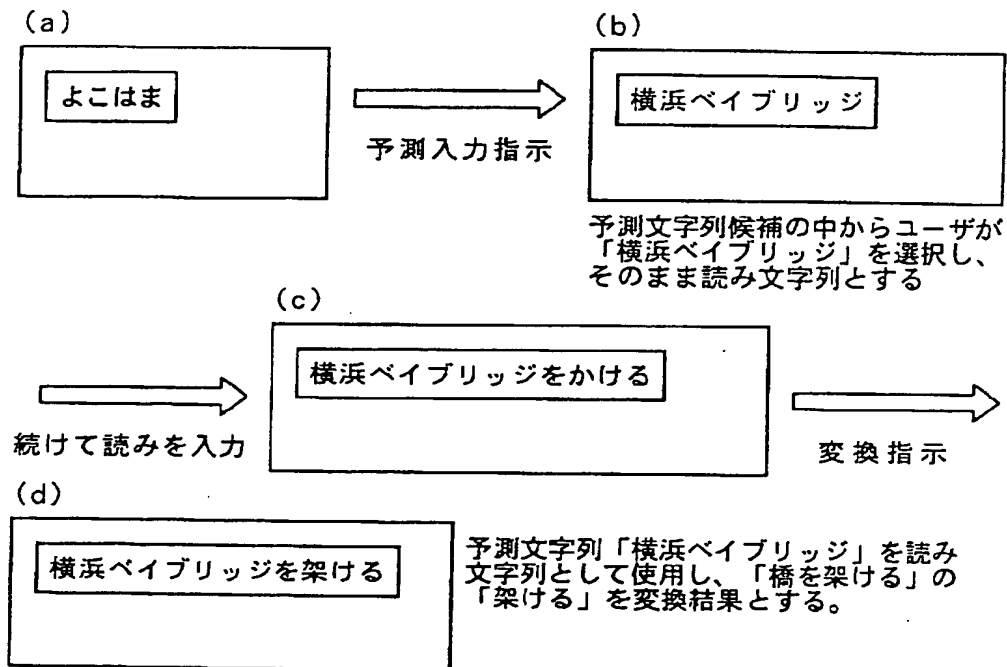 (a)
よこはま
予測入力指示
(b)
横浜ベイブリッジ
予測文字列候補の中からユーザが
「横浜ベイブリッジ」を選択し、
そのまま読み文字列とする
(c)
続けて読みを入力
横浜ベイブリッジをかける
変換指示
(d)
横浜ベイブリッジを架ける
予測文字列「横浜ベイブリッジ」を読み
文字列として使用し、「橋を架ける」の
「架ける」を変換結果とする。